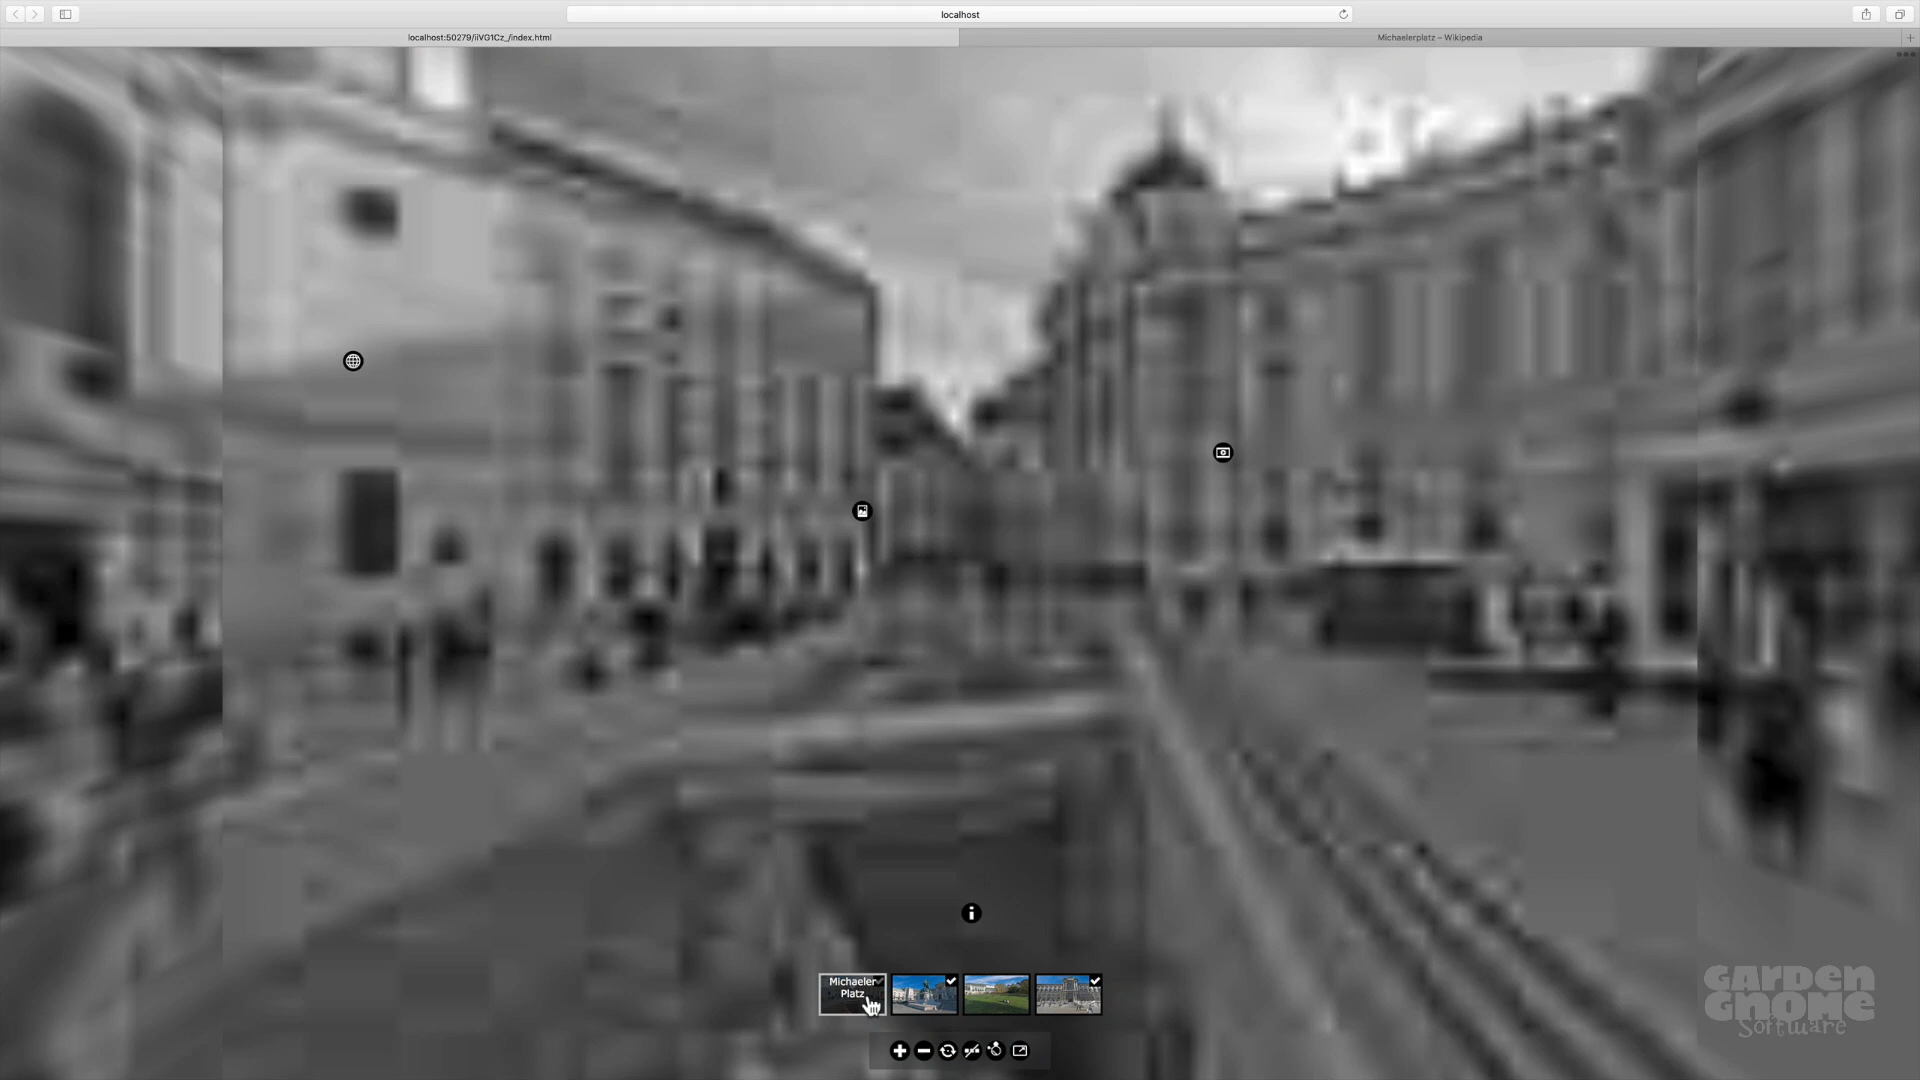 localhost
localhost:50279/iiVG1Cz_/index.html
Michaelerplatz – Wikipedia
Michaeler
Platz
GARDEN
GNOME
Software